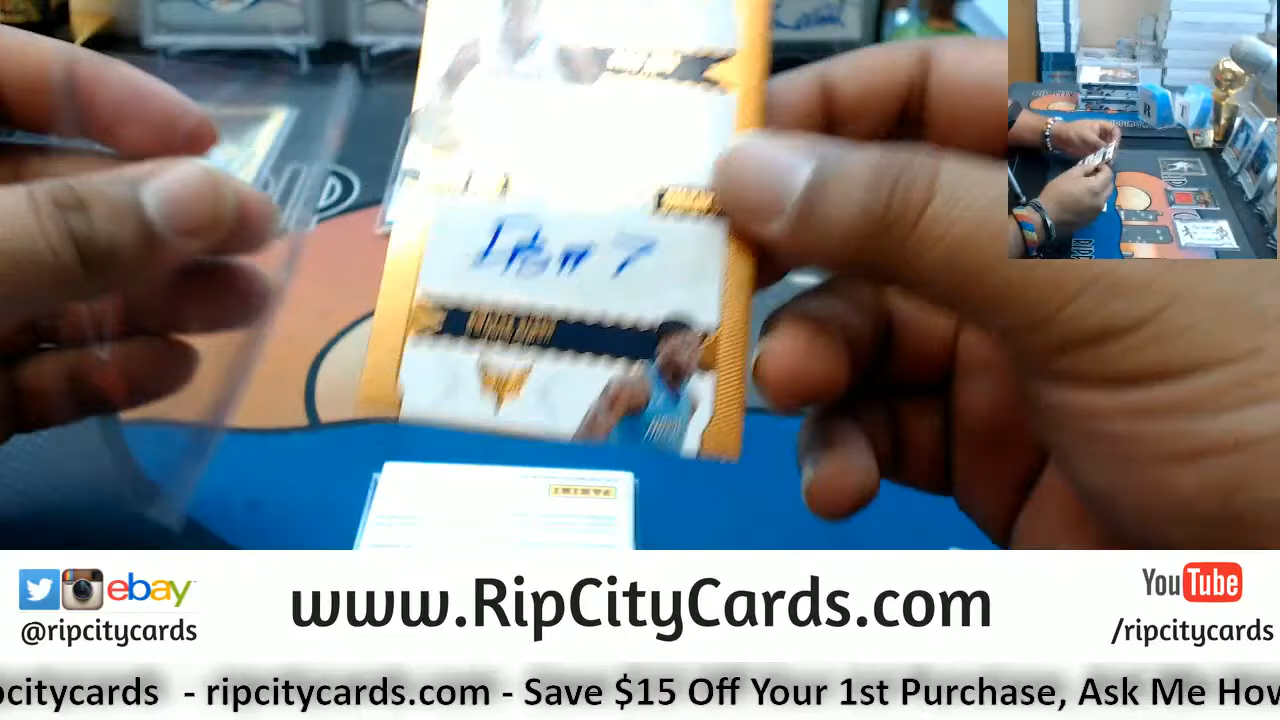 PANINI
ebay
@ripcitycards
www.RipCityCards.com
YouTube
/ripcitycards
ocitycards - ripcitycards.com - Save $15 Off Your 1st Purchase, Ask Me How